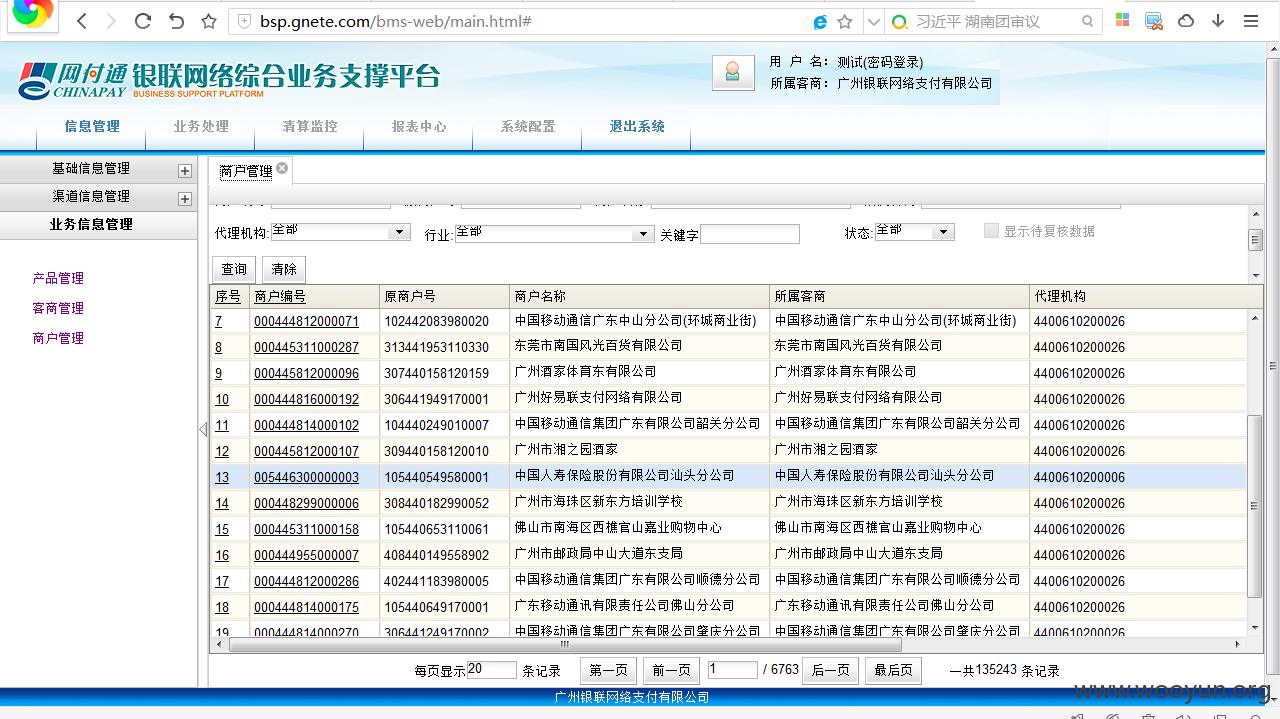 bsp.gnete.com/bms-web/main.html#
习近平 湖南团审议
网付通 CHINAPAY 银联网络综合业务支撑平台
BUSINESS SUPPORT PLATFORM
用 户 名: 测试(密码登录)
所属客商: 广州银联网络支付有限公司
信息管理 业务处理 清算监控 报表中心 系统配置 退出系统
基础信息管理
渠道信息管理
业务信息管理
产品管理
客商管理
商户管理
商户管理
代理机构: 全部 行业: 全部 关键字 状态: 全部 显示待复核数据
查询 清除
序号 商户编号 原商户号 商户名称 所属客商 代理机构
7 000444812000071 102442083980020 中国移动通信广东中山分公司(环城商业街) 中国移动通信广东中山分公司(环城商业街) 4400610200026
8 000445311000287 313441953110330 东莞市南国风光百货有限公司 东莞市南国风光百货有限公司 4400610200026
9 000445812000096 307440158120159 广州酒家体育东有限公司 广州酒家体育东有限公司 4400610200026
10 000444816000192 306441949170001 广州好易联支付网络有限公司 广州好易联支付网络有限公司 4400610200026
11 000444814000102 104440249010007 中国移动通信集团广东有限公司韶关分公司 中国移动通信集团广东有限公司韶关分公司 4400610200026
12 000445812000107 309440158120010 广州市湘之园酒家 广州市湘之园酒家 4400610200026
13 005446300000003 105440549580001 中国人寿保险股份有限公司汕头分公司 中国人寿保险股份有限公司汕头分公司 4400610200006
14 000448299000006 308440182990052 广州市海珠区新东方培训学校 广州市海珠区新东方培训学校 4400610200026
15 000445311000158 105440653110061 佛山市南海区西樵官山嘉业购物中心 佛山市南海区西樵官山嘉业购物中心 4400610200026
16 000444955000007 408440149558902 广州市邮政局中山大道东支局 广州市邮政局中山大道东支局 4400610200026
17 000444812000286 402441183980005 中国移动通信集团广东有限公司顺德分公司 中国移动通信集团广东有限公司顺德分公司 4400610200026
18 000444814000175 105440649170001 广东移动通讯有限责任公司佛山分公司 广东移动通讯有限责任公司佛山分公司 4400610200026
19 000444814000270 306441249170002 中国移动通信集团广东有限公司肇庆分公司 中国移动通信集团广东有限公司肇庆分公司 4400610200026
每页显示 20 条记录 第一页 前一页 1 / 6763 后一页 最后页 一共135243 条记录
广州银联网络支付有限公司
www.wooyun.org